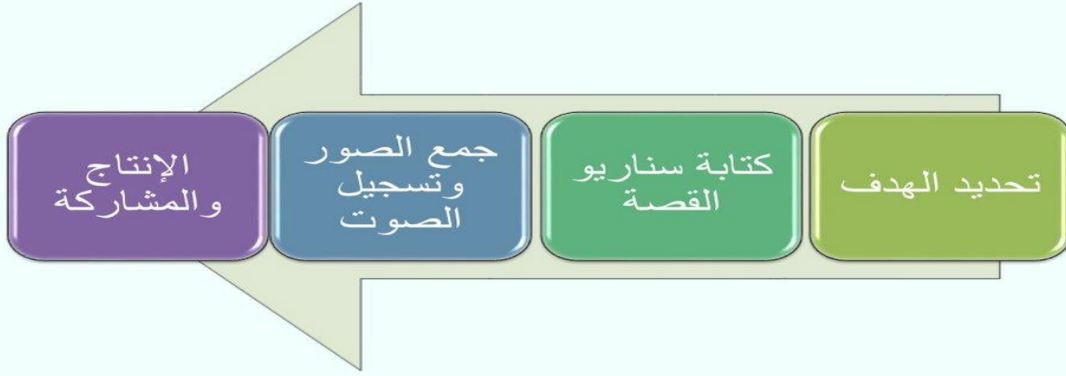 تحديد الهدف
كتابة سناريو
القصة
جمع الصور
وتسجيل
الصوت
الإنتاج
والمشاركة